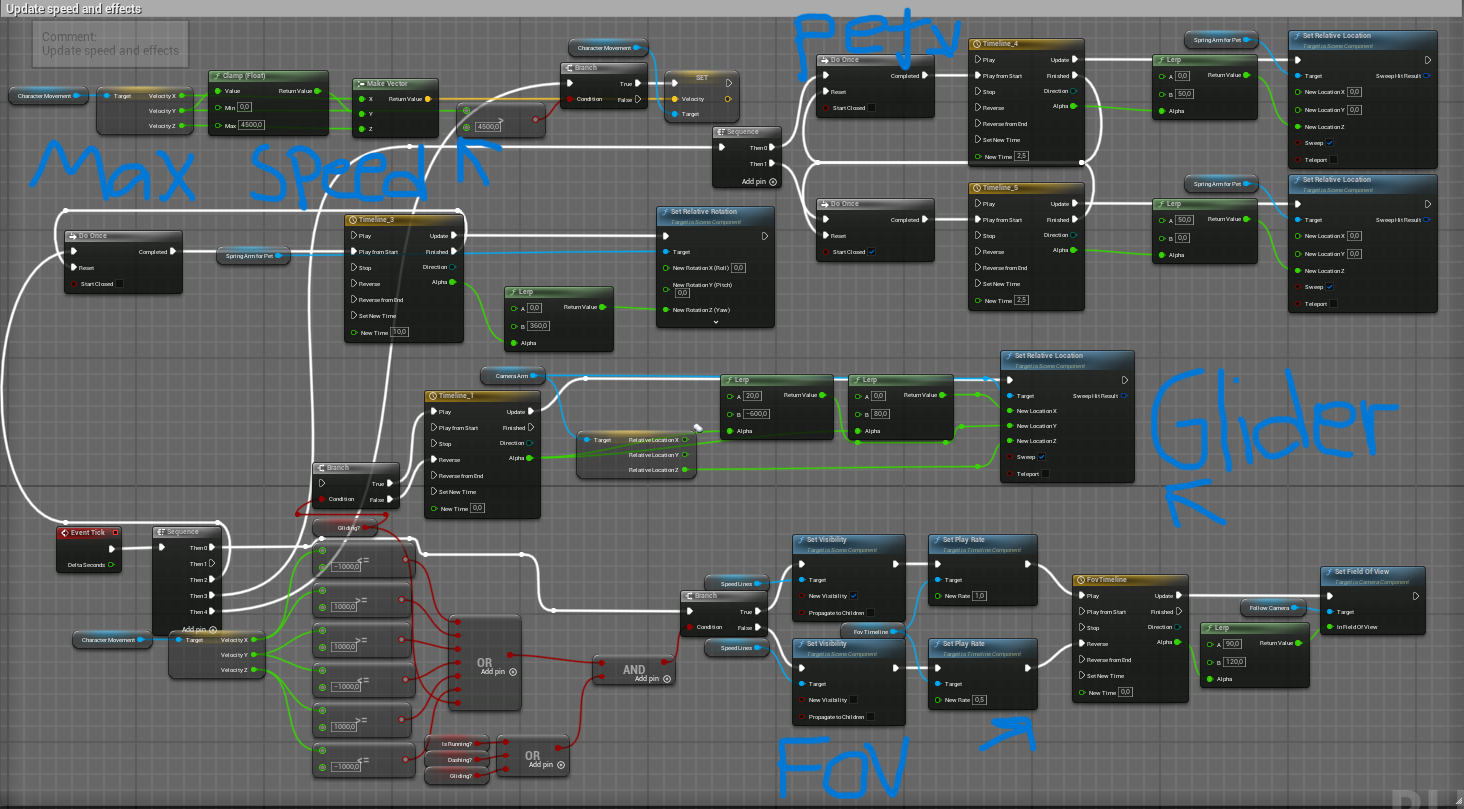 Update speed and effects
Comment:
Update speed and effects
Pet
Max Speed
Glider
FOV
Character Movement
Target
Velocity X
Velocity Y
Velocity Z
Clamp (Float)
Value
Return Value
Min 0,0
Max 4500,0
Make Vector
X Return Value
Y
Z
>
4500,0
Character Movement
Branch
True
Condition False
SET
Velocity
Target
Sequence
Then 0
Then 1
Add pin
Do Once
Completed
Reset
Start Closed
Timeline_4
Play Update
Play from Start Finished
Stop Direction
Reverse Alpha
Reverse from End
Set New Time
New Time 2,5
Lerp
A 0,0 Return Value
B 50,0
Alpha
Spring Arm for Pet
Set Relative Location
Target is Scene Component
Target Sweep Hit Result
New Location X 0,0
New Location Y 0,0
New Location Z
Sweep
Teleport
Do Once
Completed
Reset
Start Closed
Timeline_5
Play Update
Play from Start Finished
Stop Direction
Reverse Alpha
Reverse from End
Set New Time
New Time 2,5
Lerp
A 50,0 Return Value
B 0,0
Alpha
Spring Arm for Pet
Set Relative Location
Target is Scene Component
Target Sweep Hit Result
New Location X 0,0
New Location Y 0,0
New Location Z
Sweep
Teleport
Do Once
Completed
Reset
Start Closed
Spring Arm for Pet
Timeline_3
Play Update
Play from Start Finished
Stop Direction
Reverse Alpha
Reverse from End
Set New Time
New Time 10,0
Lerp
A 0,0 Return Value
B 360,0
Alpha
Set Relative Rotation
Target is Scene Component
Target
New Rotation X (Roll) 0,0
New Rotation Y (Pitch)
0,0
New Rotation Z (Yaw)
Camera Arm
Timeline_1
Play Update
Play from Start Finished
Stop Direction
Reverse Alpha
Reverse from End
Set New Time
New Time 0,0
Target
Relative Location X
Relative Location Y
Relative Location Z
Lerp
A 20,0 Return Value
B -600,0
Alpha
Lerp
A 0,0 Return Value
B 80,0
Alpha
Set Relative Location
Target is Scene Component
Target Sweep Hit Result
New Location X
New Location Y
New Location Z
Sweep
Teleport
Branch
True
Condition False
Gliding?
Event Tick
Delta Seconds
Sequence
Then 0
Then 1
Then 2
Then 3
Then 4
Add pin
Character Movement
Target
Velocity X
Velocity Y
Velocity Z
<=
-1000,0
>=
1000,0
>=
1000,0
<=
-1000,0
>=
1000,0
<=
-1000,0
OR
Add pin
Is Running?
Dashing?
Gliding?
OR
Add pin
AND
Add pin
Speed Lines
Branch
True
Condition False
Speed Lines
Set Visibility
Target is Scene Component
Target
New Visibility
Propagate to Children
Set Visibility
Target is Scene Component
Target
New Visibility
Propagate to Children
Fov Timeline
Set Play Rate
Target is Timeline Component
Target
New Rate 1,0
Set Play Rate
Target is Timeline Component
Target
New Rate 0,5
FovTimeline
Play Update
Play from Start Finished
Stop Direction
Reverse Alpha
Reverse from End
Set New Time
New Time 0,0
Lerp
A 90,0 Return Value
B 120,0
Alpha
Follow Camera
Set Field Of View
Target is Camera Component
Target
In Field Of View